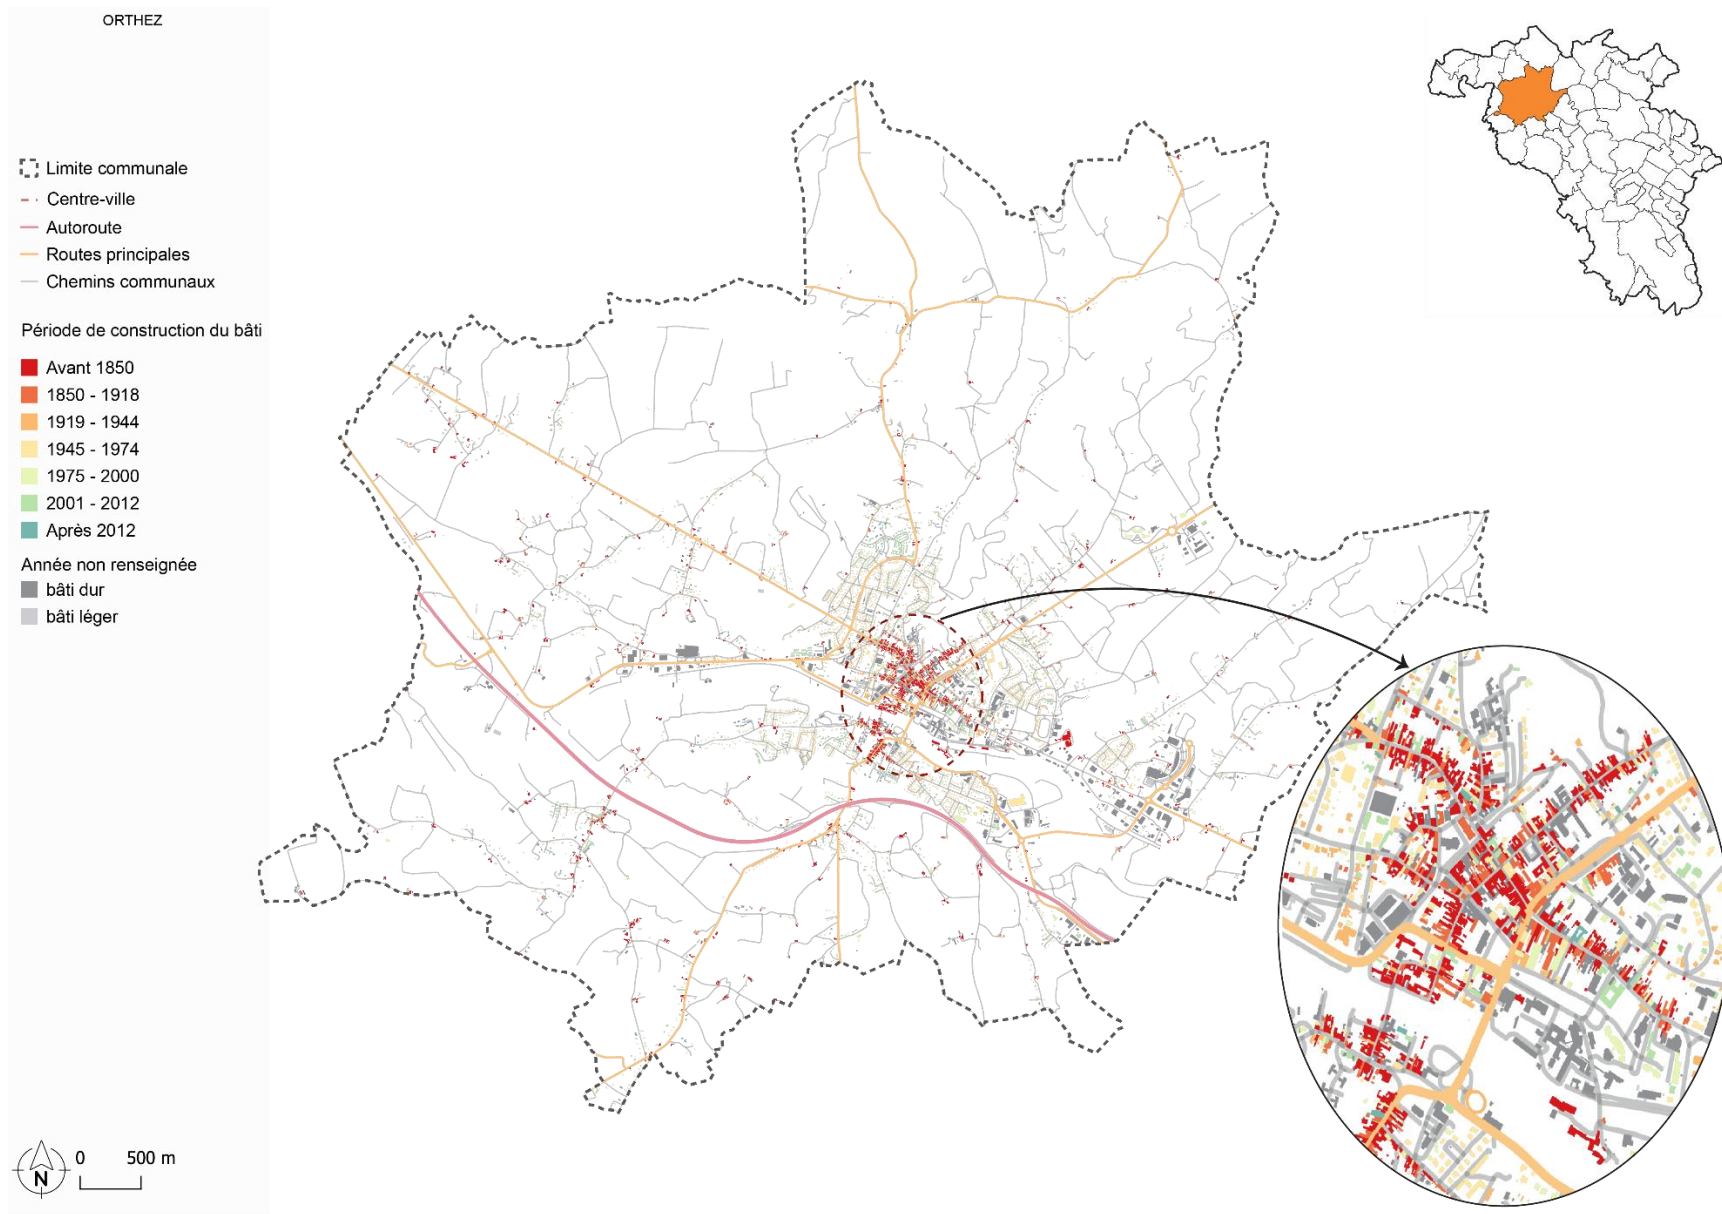 ORTHEZ
Limite communale
Centre-ville
Autoroute
Routes principales
Chemins communaux
Période de construction du bâti
Avant 1850
1850 - 1918
1919 - 1944
1945 - 1974
1975 - 2000
2001 - 2012
Après 2012
Année non renseignée
bâti dur
bâti léger
N
0 500 m